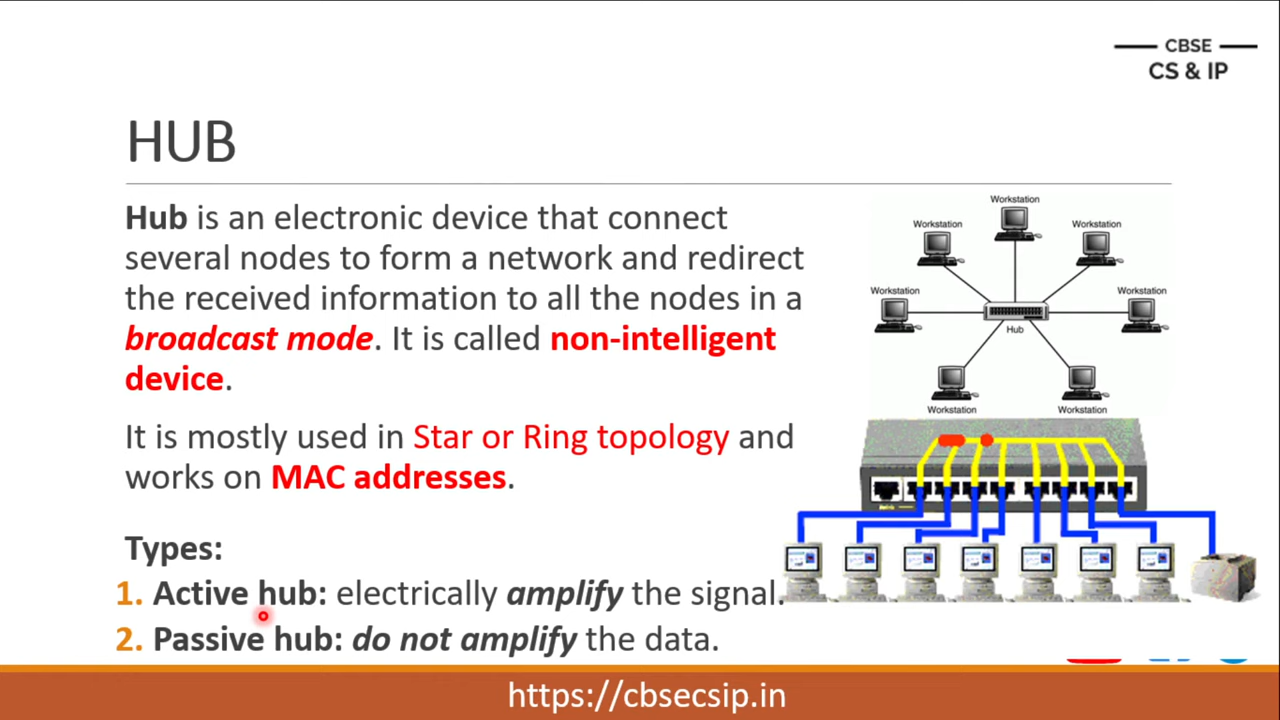 CBSE
CS & IP
HUB
Hub is an electronic device that connect
several nodes to form a network and redirect
the received information to all the nodes in a
broadcast mode. It is called non-intelligent
device.
It is mostly used in Star or Ring topology and
works on MAC addresses.
Types:
1. Active hub: electrically amplify the signal.
2. Passive hub: do not amplify the data.
Workstation
Workstation
Workstation
Workstation
Workstation
Hub
Workstation
Workstation
https://cbsecsip.in